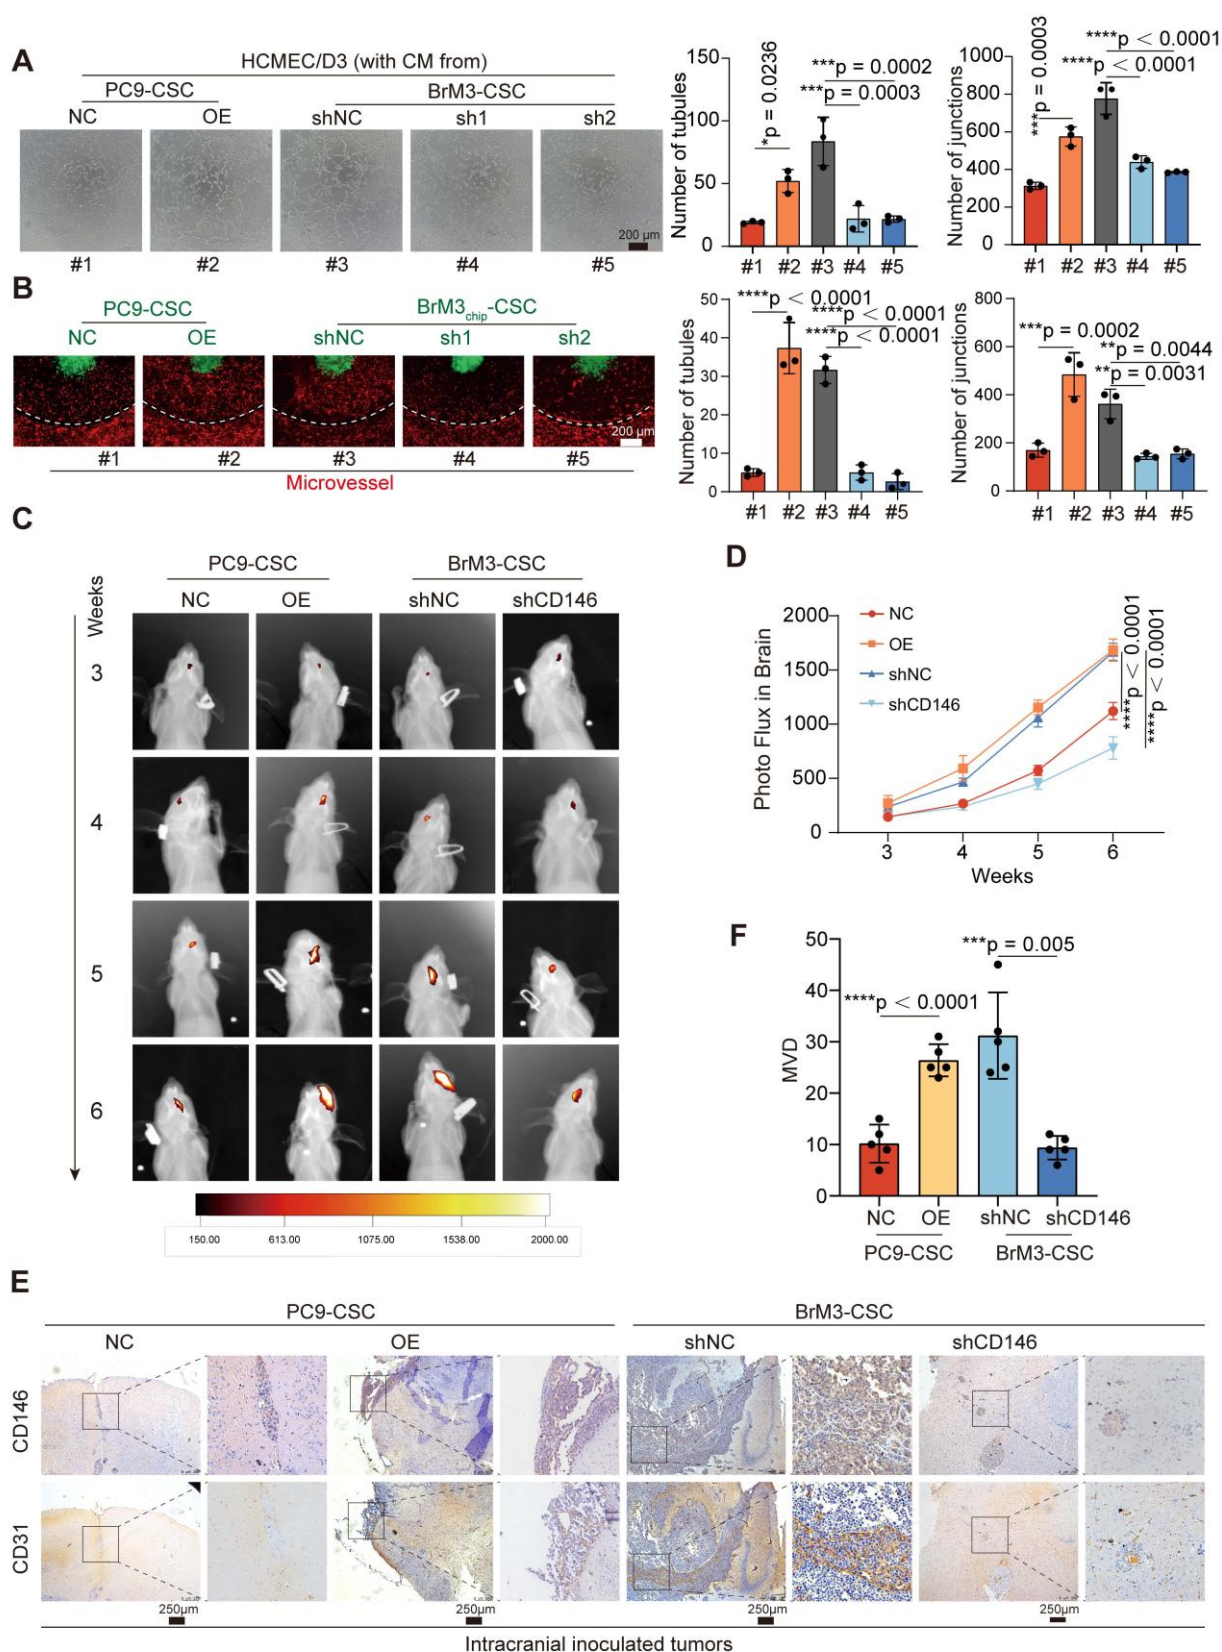 A
HCMEC/D3 (with CM from)
PC9-CSC BrM3-CSC
NC OE shNC sh1 sh2
200 μm
#1 #2 #3 #4 #5
Number of tubules
150
100
50
0
*p = 0.0236
***p = 0.0002
***p = 0.0003
#1 #2 #3 #4 #5
Number of junctions
1000
800
600
400
200
0
***p = 0.0003
****p < 0.0001
****p < 0.0001
#1 #2 #3 #4 #5
B
PC9-CSC BrM3chip-CSC
NC OE shNC sh1 sh2
200 μm
#1 #2 #3 #4 #5
Microvessel
Number of tubules
50
40
30
20
10
0
****p < 0.0001
****p < 0.0001
****p < 0.0001
#1 #2 #3 #4 #5
Number of junctions
800
600
400
200
0
***p = 0.0002
**p = 0.0044
**p = 0.0031
#1 #2 #3 #4 #5
C
PC9-CSC BrM3-CSC
NC OE shNC shCD146
Weeks
3
4
5
6
150.00 613.00 1075.00 1538.00 2000.00
D
Photo Flux in Brain
2000
1500
1000
500
0
NC
OE
shNC
shCD146
****p < 0.0001
****p < 0.0001
3 4 5 6
Weeks
F
MVD
50
40
30
20
10
0
****p < 0.0001
***p = 0.005
NC OE shNC shCD146
PC9-CSC BrM3-CSC
E
PC9-CSC BrM3-CSC
NC OE shNC shCD146
CD146
CD31
250μm 250μm 250μm 250μm
Intracranial inoculated tumors